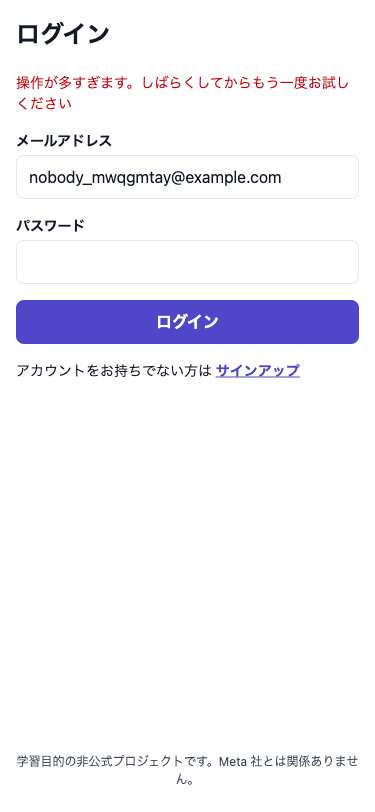 ログイン
操作が多すぎます。しばらくしてからもう一度お試し
ください
メールアドレス
nobody_mwqgmtay@example.com
パスワード
ログイン
アカウントをお持ちでない方は サインアップ
学習目的の非公式プロジェクトです。Meta 社とは関係ありませ
ん。